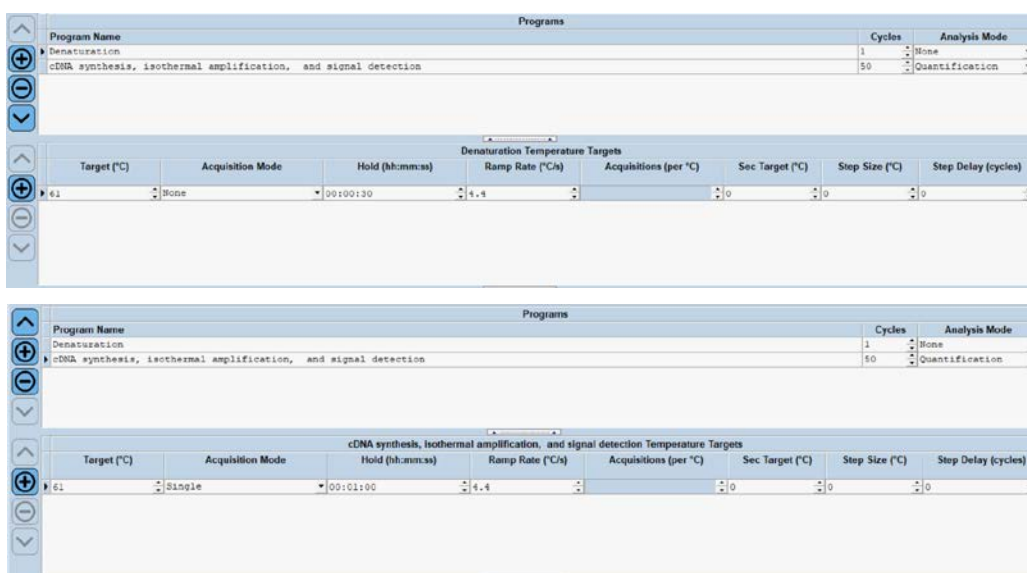 Programs
Program Name Cycles Analysis Mode
Denaturation 1 None
cDNA synthesis, isothermal amplification, and signal detection 50 Quantification
Denaturation Temperature Targets
Target (°C) Acquisition Mode Hold (hh:mm:ss) Ramp Rate (°C/s) Acquisitions (per °C) Sec Target (°C) Step Size (°C) Step Delay (cycles)
61 None 00:00:30 4.4 0 0 0
Programs
Program Name Cycles Analysis Mode
Denaturation 1 None
cDNA synthesis, isothermal amplification, and signal detection 50 Quantification
cDNA synthesis, isothermal amplification, and signal detection Temperature Targets
Target (°C) Acquisition Mode Hold (hh:mm:ss) Ramp Rate (°C/s) Acquisitions (per °C) Sec Target (°C) Step Size (°C) Step Delay (cycles)
61 Single 00:01:00 4.4 0 0 0